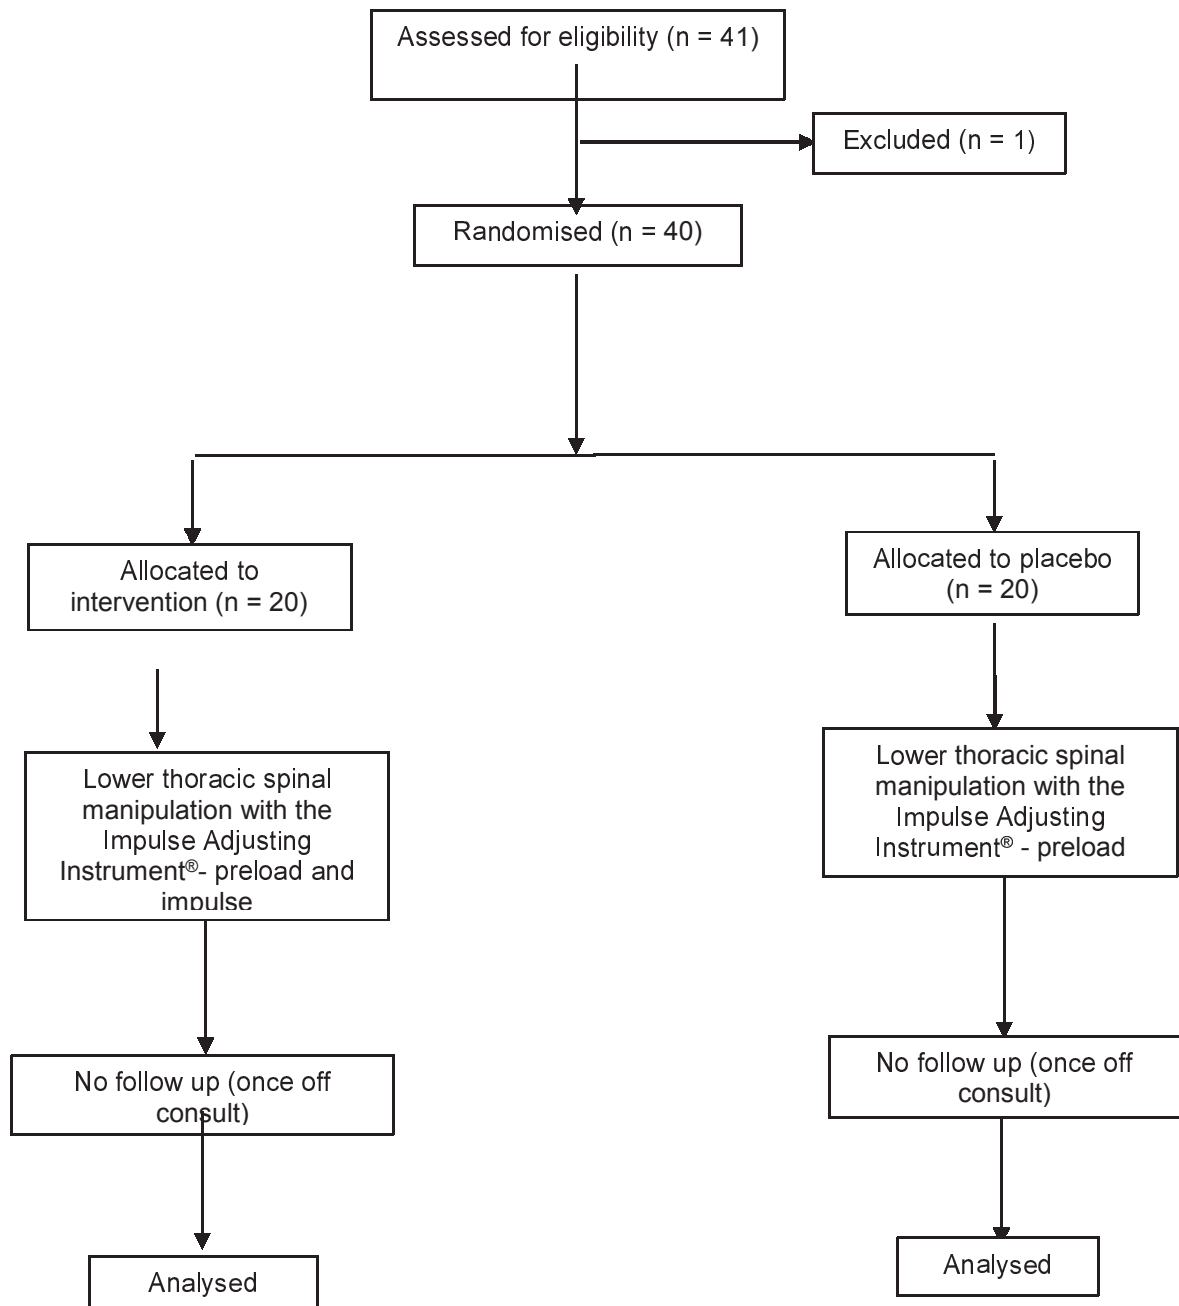 Assessed for eligibility (n = 41)
Excluded (n = 1)
Randomised (n = 40)
Allocated to
intervention (n = 20)
Allocated to placebo
(n = 20)
Lower thoracic spinal
manipulation with the
Impulse Adjusting
Instrument®- preload and
impulse
Lower thoracic spinal
manipulation with the
Impulse Adjusting
Instrument® - preload
No follow up (once off
consult)
No follow up (once off
consult)
Analysed
Analysed